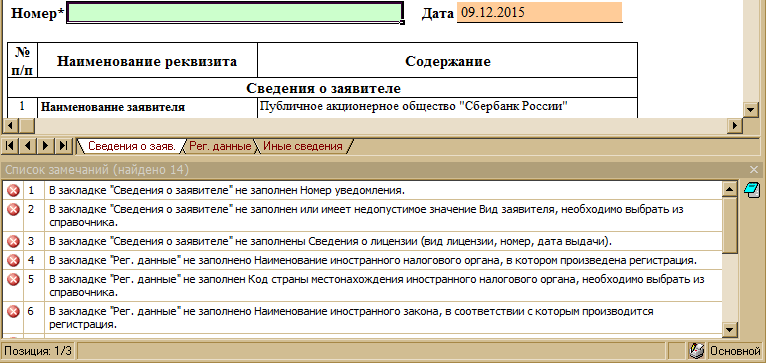 Номер* Дата 09.12.2015
№ п/п Наименование реквизита Содержание
Сведения о заявителе
1 Наименование заявителя Публичное акционерное общество "Сбербанк России"
Сведения о заяв. Рег. данные Иные сведения
Список замечаний (найдено 14)
1 В закладке "Сведения о заявителе" не заполнен Номер уведомления.
2 В закладке "Сведения о заявителе" не заполнен или имеет недопустимое значение Вид заявителя, необходимо выбрать из
справочника.
3 В закладке "Сведения о заявителе" не заполнены Сведения о лицензии (вид лицензии, номер, дата выдачи).
4 В закладке "Рег. данные" не заполнено Наименование иностранного налогового органа, в котором произведена регистрация.
5 В закладке "Рег. данные" не заполнен Код страны местонахождения иностранного налогового органа, необходимо выбрать из
справочника.
6 В закладке "Рег. данные" не заполнено Наименование иностранного закона, в соответствии с которым производится
регистрация.
Позиция: 1/3 Основной